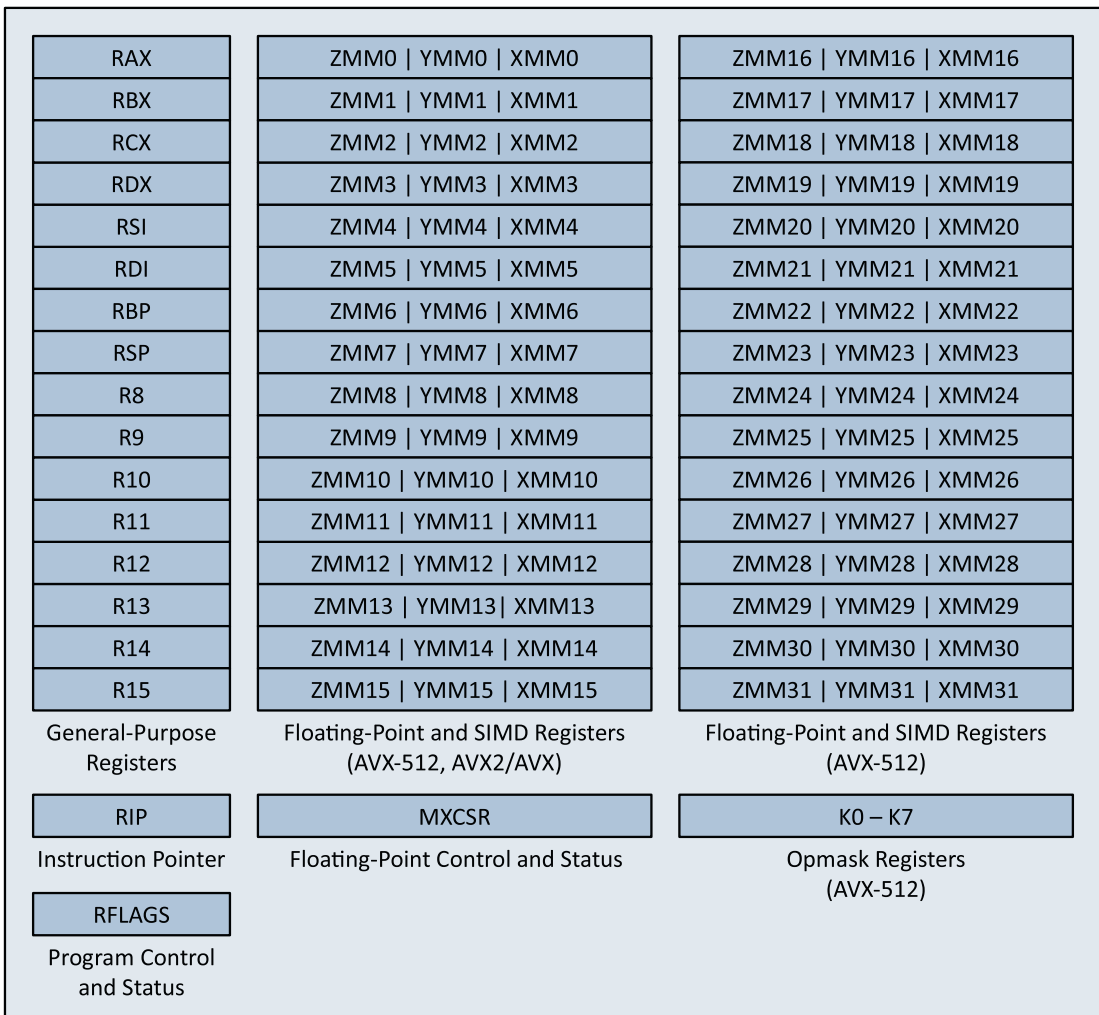 RAX
RBX
RCX
RDX
RSI
RDI
RBP
RSP
R8
R9
R10
R11
R12
R13
R14
R15
General-Purpose
Registers
RIP
Instruction Pointer
RFLAGS
Program Control
and Status
ZMM0 | YMM0 | XMM0
ZMM1 | YMM1 | XMM1
ZMM2 | YMM2 | XMM2
ZMM3 | YMM3 | XMM3
ZMM4 | YMM4 | XMM4
ZMM5 | YMM5 | XMM5
ZMM6 | YMM6 | XMM6
ZMM7 | YMM7 | XMM7
ZMM8 | YMM8 | XMM8
ZMM9 | YMM9 | XMM9
ZMM10 | YMM10 | XMM10
ZMM11 | YMM11 | XMM11
ZMM12 | YMM12 | XMM12
ZMM13 | YMM13| XMM13
ZMM14 | YMM14 | XMM14
ZMM15 | YMM15 | XMM15
Floating-Point and SIMD Registers
(AVX-512, AVX2/AVX)
MXCSR
Floating-Point Control and Status
ZMM16 | YMM16 | XMM16
ZMM17 | YMM17 | XMM17
ZMM18 | YMM18 | XMM18
ZMM19 | YMM19 | XMM19
ZMM20 | YMM20 | XMM20
ZMM21 | YMM21 | XMM21
ZMM22 | YMM22 | XMM22
ZMM23 | YMM23 | XMM23
ZMM24 | YMM24 | XMM24
ZMM25 | YMM25 | XMM25
ZMM26 | YMM26 | XMM26
ZMM27 | YMM27 | XMM27
ZMM28 | YMM28 | XMM28
ZMM29 | YMM29 | XMM29
ZMM30 | YMM30 | XMM30
ZMM31 | YMM31 | XMM31
Floating-Point and SIMD Registers
(AVX-512)
K0 – K7
Opmask Registers
(AVX-512)